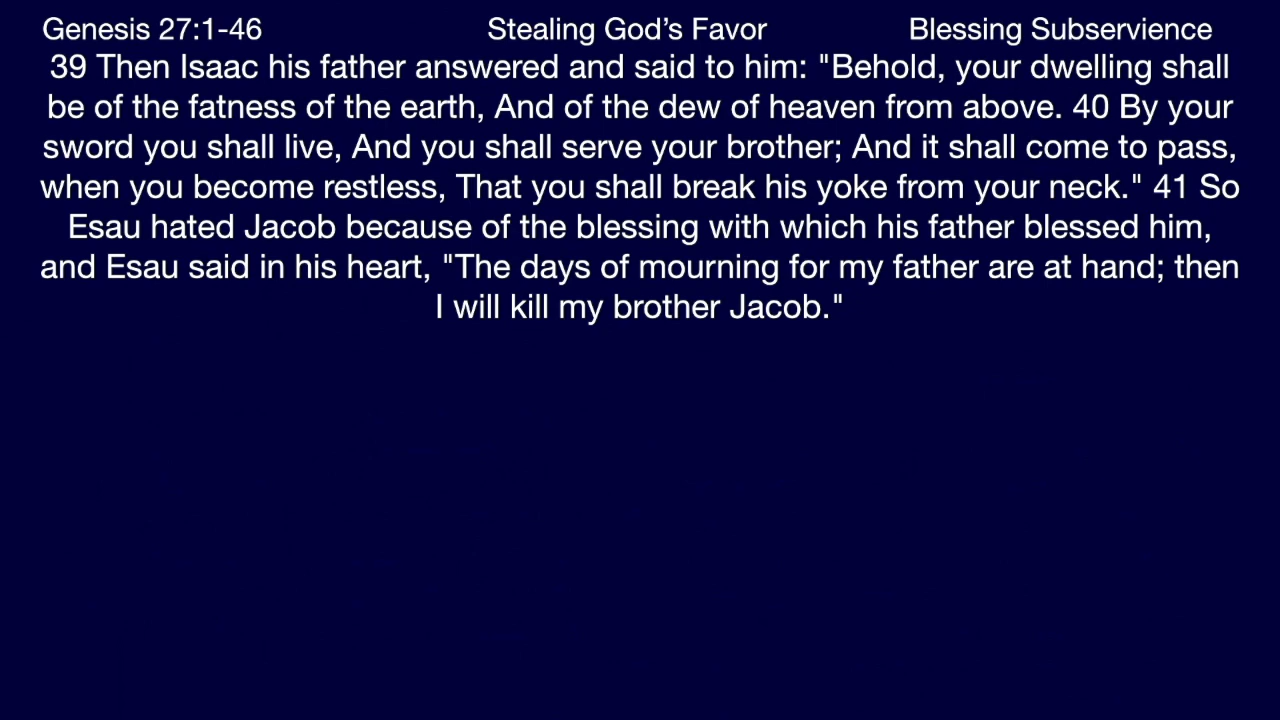 Genesis 27:1-46 Stealing God’s Favor Blessing Subservience
39 Then Isaac his father answered and said to him: "Behold, your dwelling shall
be of the fatness of the earth, And of the dew of heaven from above. 40 By your
sword you shall live, And you shall serve your brother; And it shall come to pass,
when you become restless, That you shall break his yoke from your neck." 41 So
Esau hated Jacob because of the blessing with which his father blessed him,
and Esau said in his heart, "The days of mourning for my father are at hand; then
I will kill my brother Jacob."